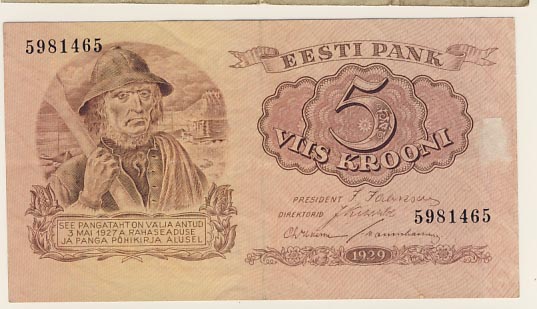 5981465
EESTI PANK
5
VIIS KROONI
SEE PANGATAHT ON VÄLJA ANTUD
3 MAI 1927 A. RAHASEADUSE
JA PANGA PÕHIKIRJA ALUSEL
PRESIDENT
DIREKTORID
5981465
1929